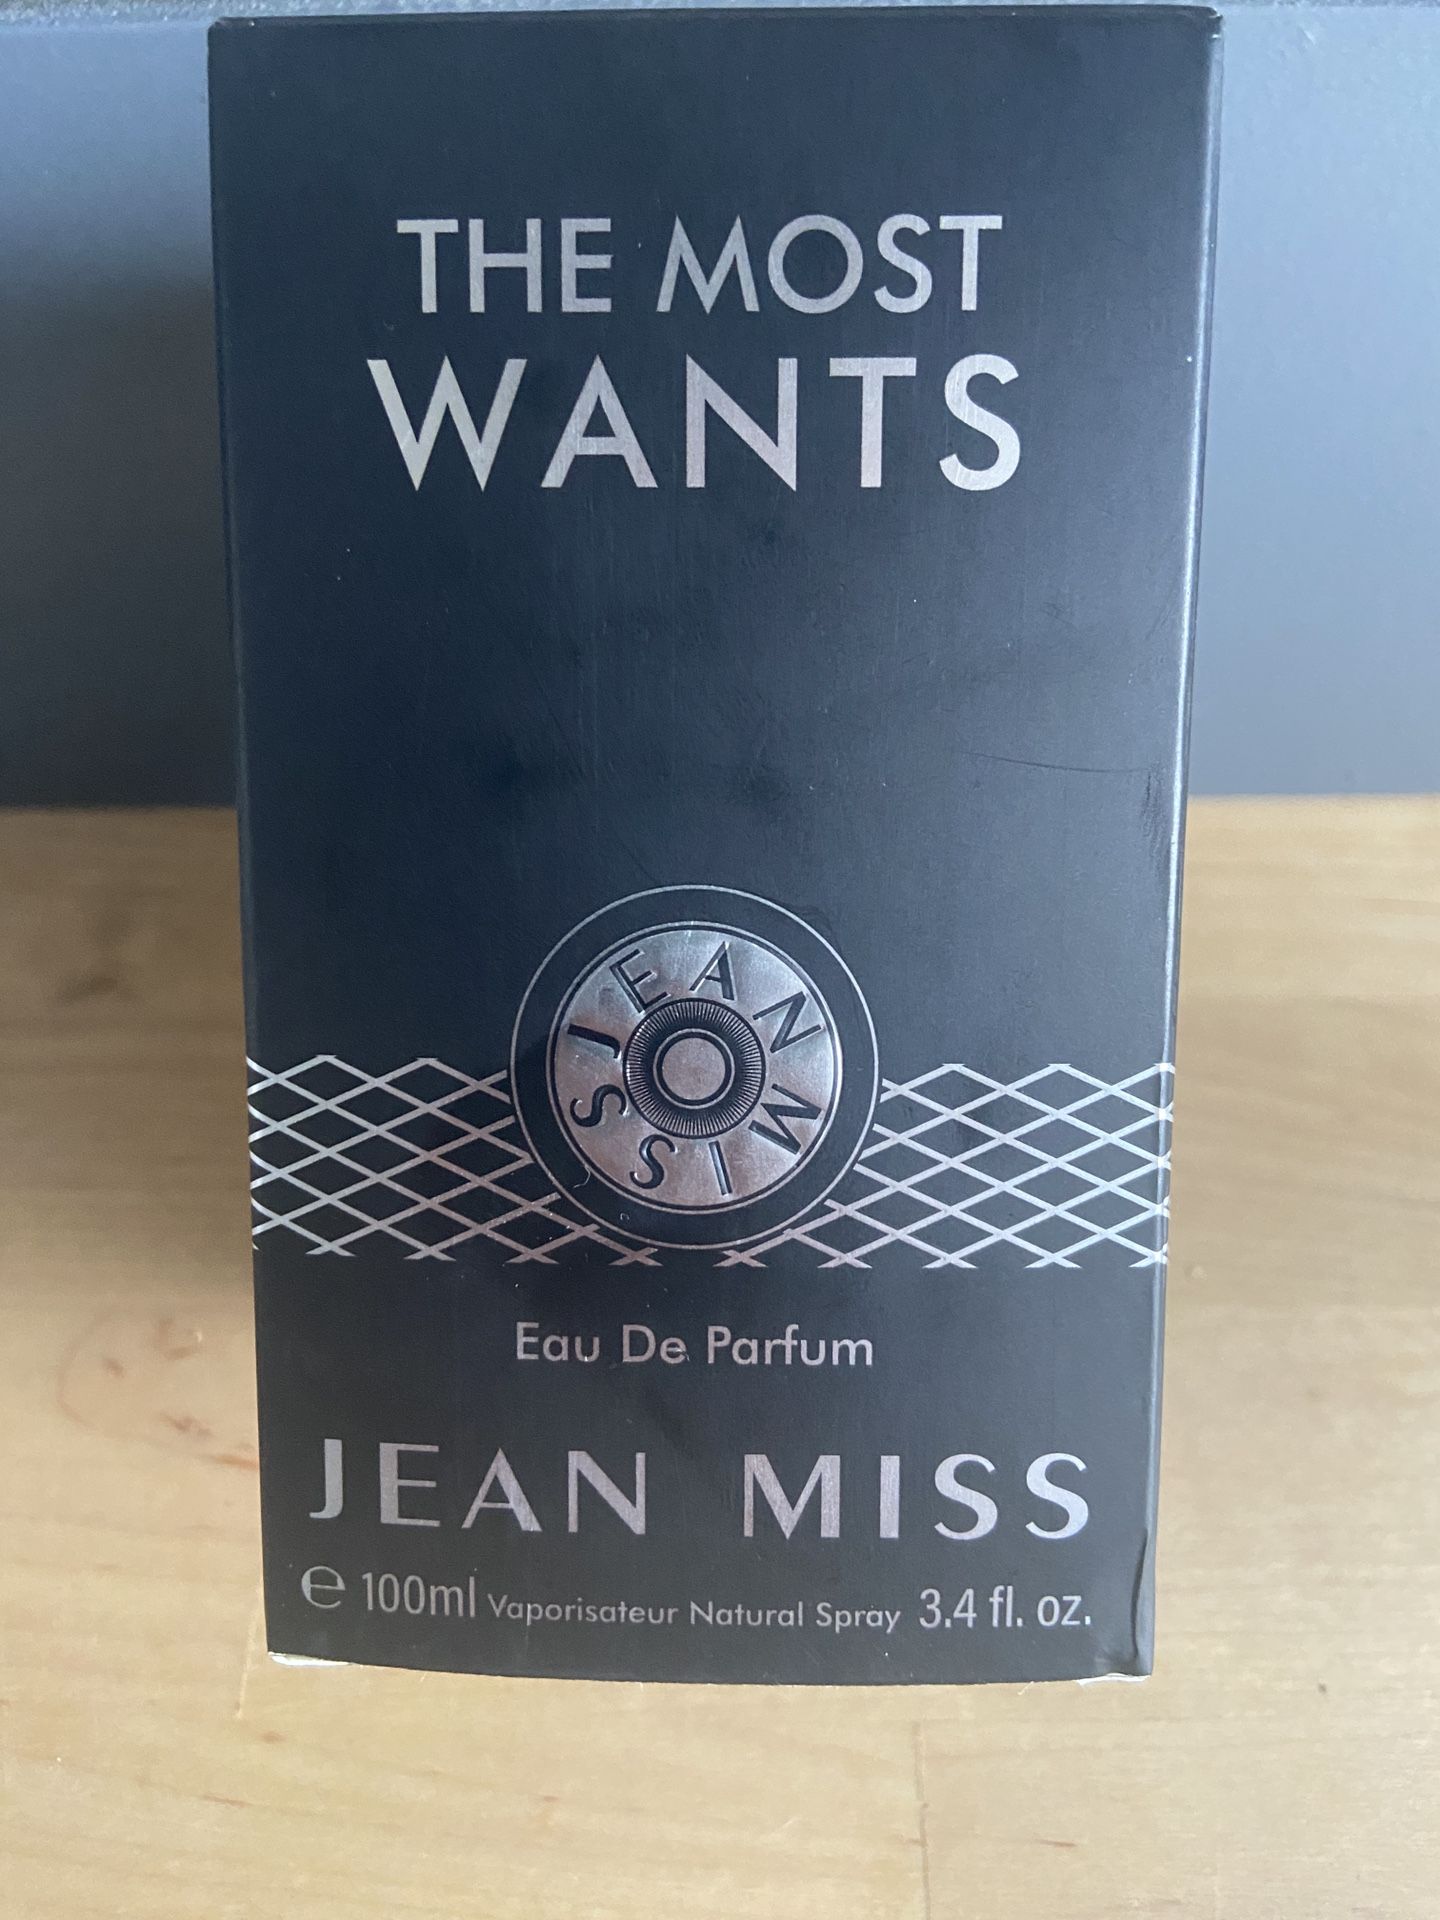 THE MOST
WANTS
JEAN MISS
Eau De Parfum
JEAN MISS
℮ 100ml Vaporisateur Natural Spray 3.4 fl. oz.